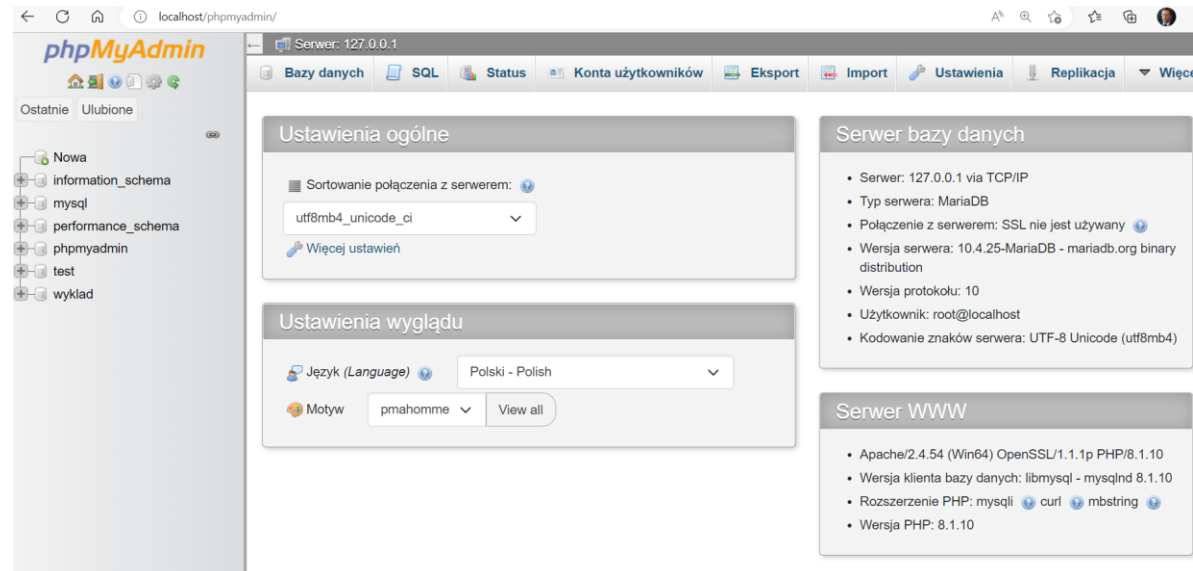 localhost/phpmyadmin/
phpMyAdmin
Ostatnie Ulubione
Nowa
information_schema
mysql
performance_schema
phpmyadmin
test
wyklad
Serwer: 127.0.0.1
Bazy danych SQL Status Konta użytkowników Eksport Import Ustawienia Replikacja Więce
Ustawienia ogólne
Sortowanie połączenia z serwerem:
utf8mb4_unicode_ci
Więcej ustawień
Ustawienia wyglądu
Język (Language) Polski - Polish
Motyw pmahomme View all
Serwer bazy danych
• Serwer: 127.0.0.1 via TCP/IP
• Typ serwera: MariaDB
• Połączenie z serwerem: SSL nie jest używany
• Wersja serwera: 10.4.25-MariaDB - mariadb.org binary
distribution
• Wersja protokołu: 10
• Użytkownik: root@localhost
• Kodowanie znaków serwera: UTF-8 Unicode (utf8mb4)
Serwer WWW
• Apache/2.4.54 (Win64) OpenSSL/1.1.1p PHP/8.1.10
• Wersja klienta bazy danych: libmysql - mysqlnd 8.1.10
• Rozszerzenie PHP: mysqli curl mbstring
• Wersja PHP: 8.1.10